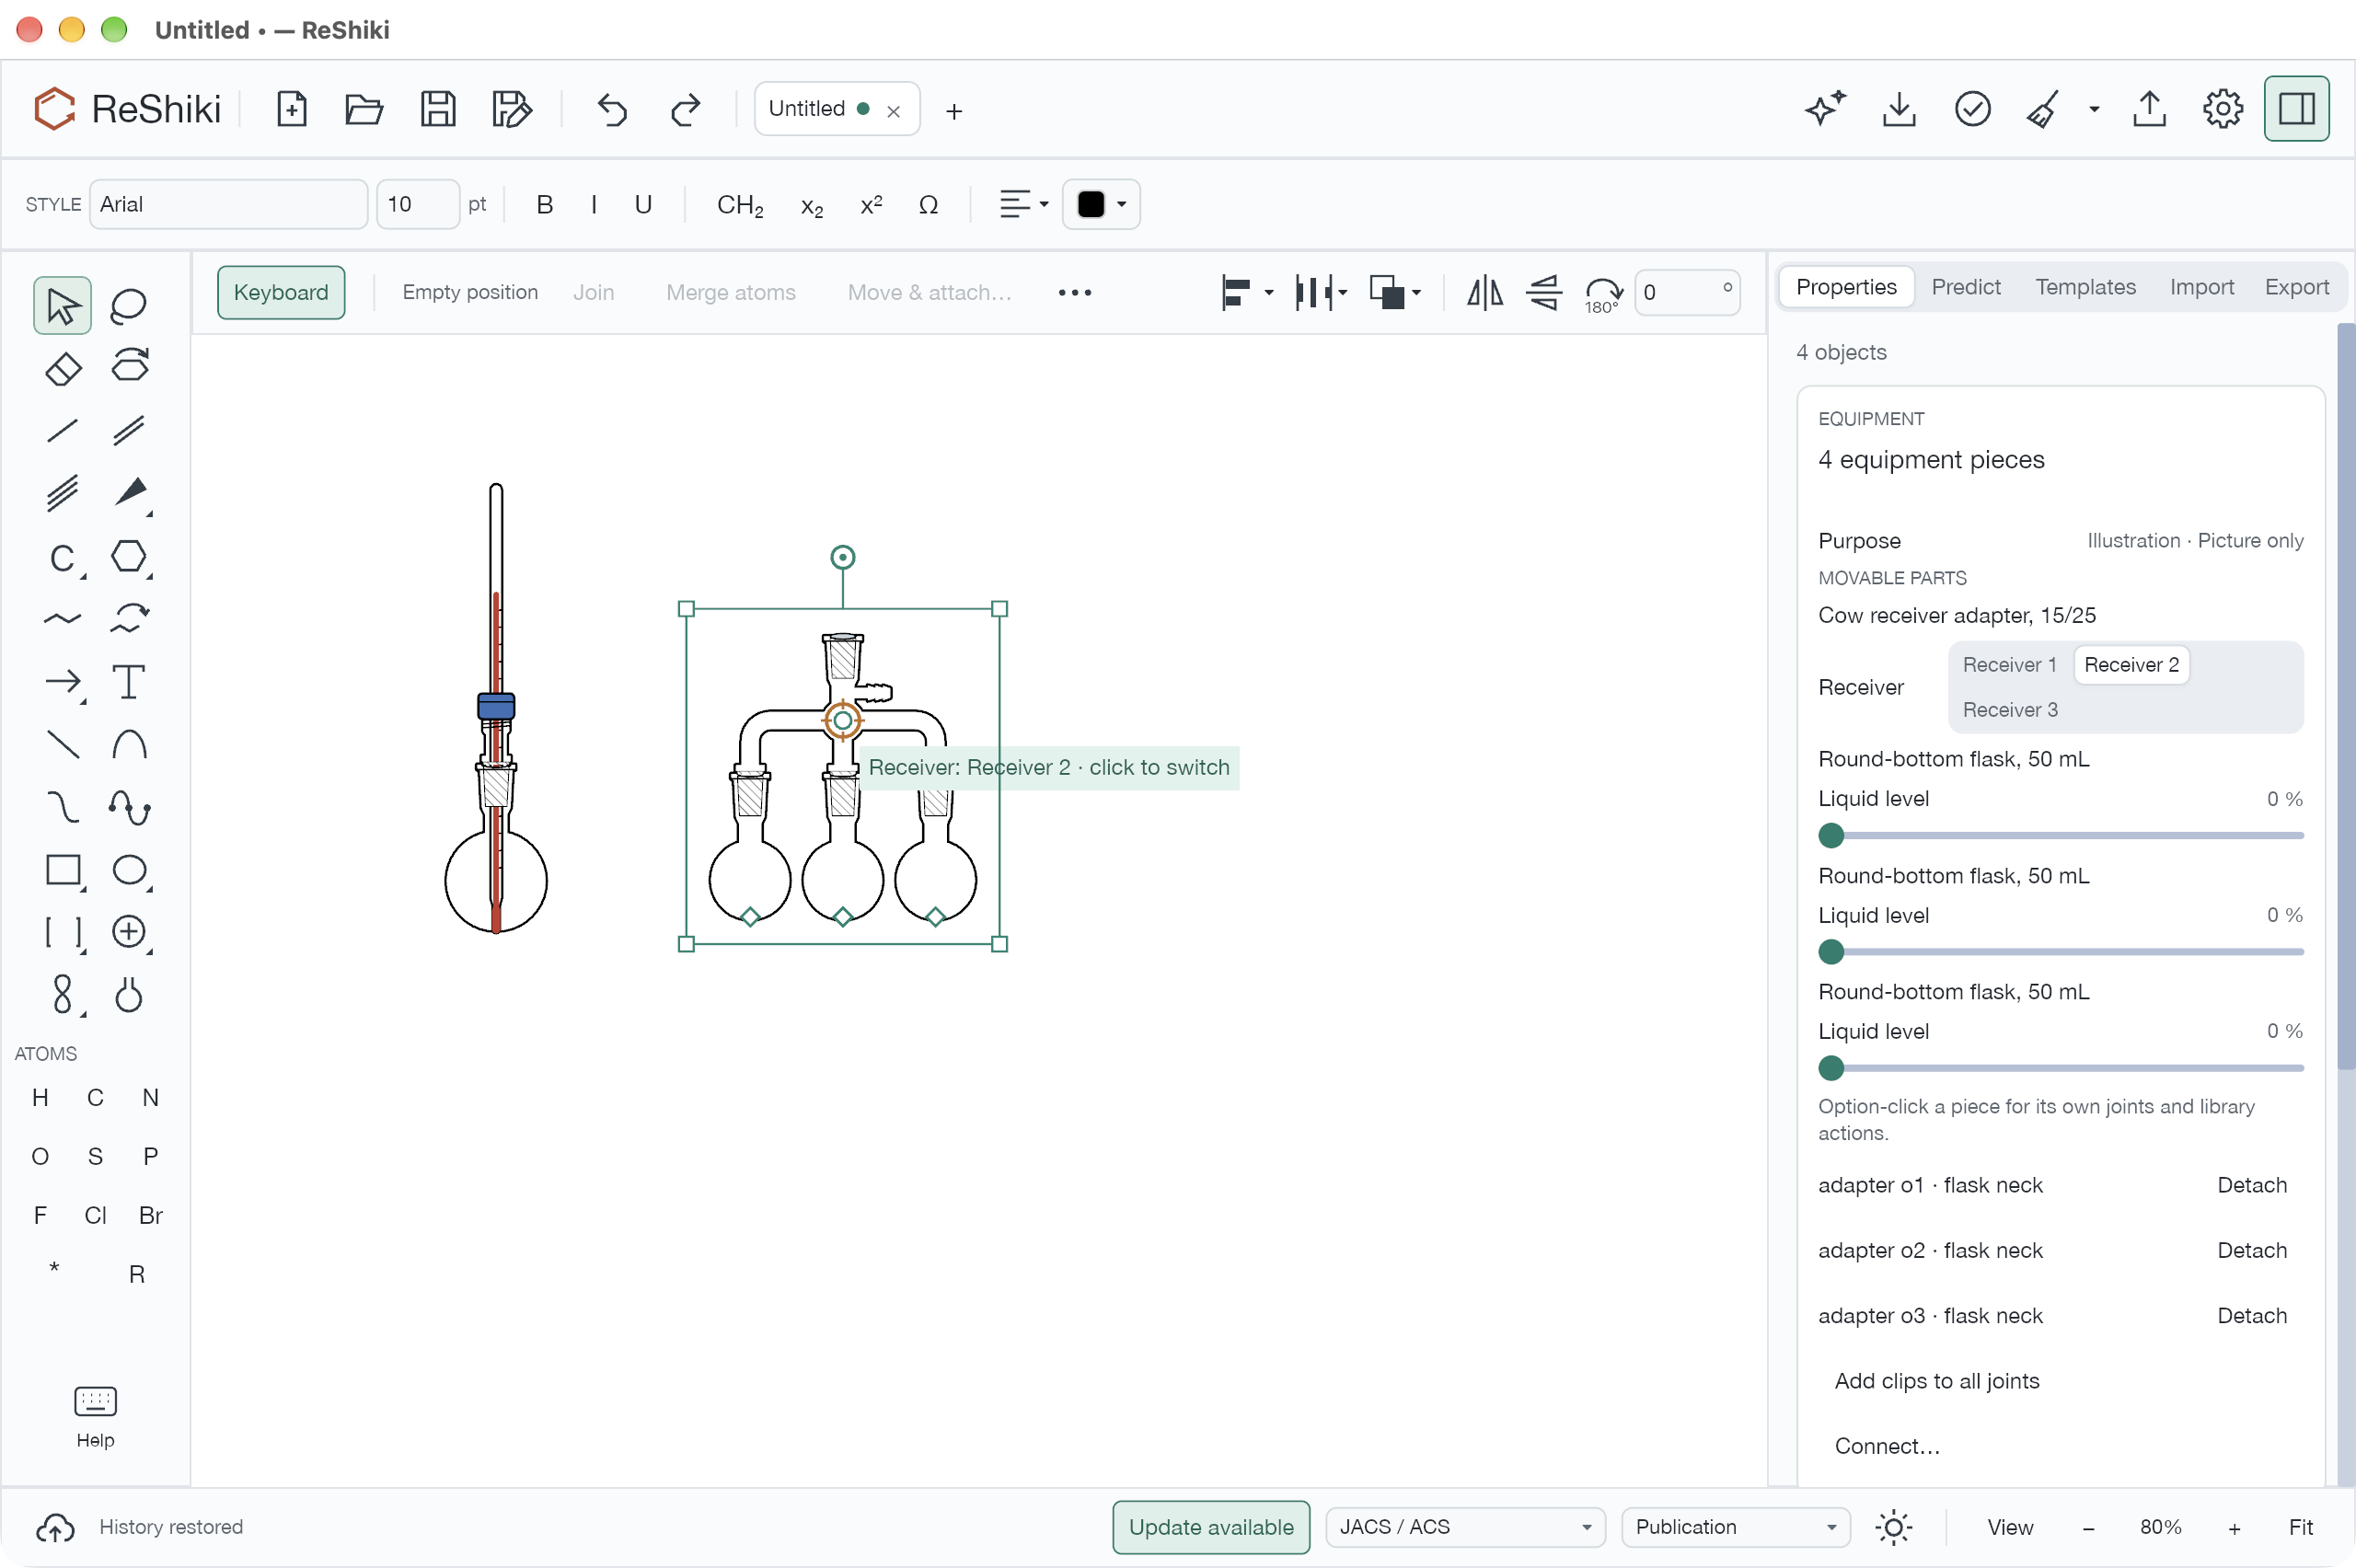 Untitled • — ReShiki
ReShiki
Untitled
STYLE Arial 10 pt B I U CH₂ x₂ x² Ω
Keyboard Empty position Join Merge atoms Move & attach... 180° 0 °
Properties Predict Templates Import Export
4 objects
EQUIPMENT
4 equipment pieces
Purpose Illustration · Picture only
MOVABLE PARTS
Cow receiver adapter, 15/25
Receiver Receiver 1 Receiver 2
Receiver 3
Round-bottom flask, 50 mL
Liquid level 0 %
Round-bottom flask, 50 mL
Liquid level 0 %
Round-bottom flask, 50 mL
Liquid level 0 %
Option-click a piece for its own joints and library
actions.
adapter o1 · flask neck Detach
adapter o2 · flask neck Detach
adapter o3 · flask neck Detach
Add clips to all joints
Connect...
Receiver: Receiver 2 · click to switch
C
T
ATOMS
H C N
O S P
F Cl Br
* R
Help
History restored
Update available JACS / ACS Publication View − 80% + Fit